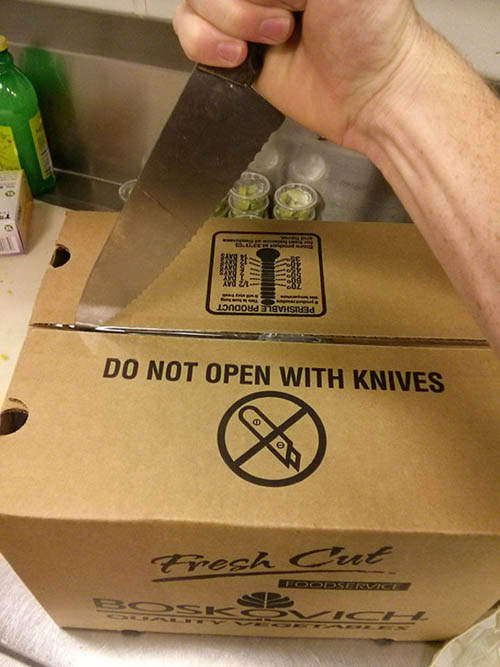 PERISHABLE PRODUCT
DO NOT OPEN WITH KNIVES
Fresh Cut
FOODSERVICE
BOSKOVICH
QUALITY VEGETABLES